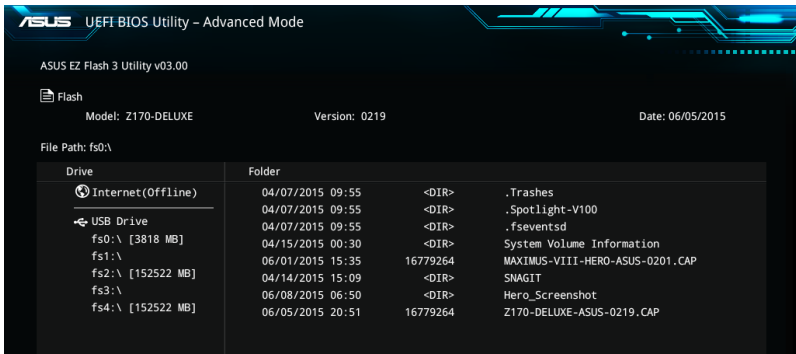 ASUS UEFI BIOS Utility – Advanced Mode
ASUS EZ Flash 3 Utility v03.00
Flash
Model: Z170-DELUXE Version: 0219 Date: 06/05/2015
File Path: fs0:\
Drive Folder
Internet(Offline)
USB Drive
fs0:\ [3818 MB]
fs1:\
fs2:\ [152522 MB]
fs3:\
fs4:\ [152522 MB]
04/07/2015 09:55 <DIR> .Trashes
04/07/2015 09:55 <DIR> .Spotlight-V100
04/07/2015 09:55 <DIR> .fseventsd
04/15/2015 00:30 <DIR> System Volume Information
06/01/2015 15:35 16779264 MAXIMUS-VIII-HERO-ASUS-0201.CAP
04/14/2015 15:09 <DIR> SNAGIT
06/08/2015 06:50 <DIR> Hero_Screenshot
06/05/2015 20:51 16779264 Z170-DELUXE-ASUS-0219.CAP